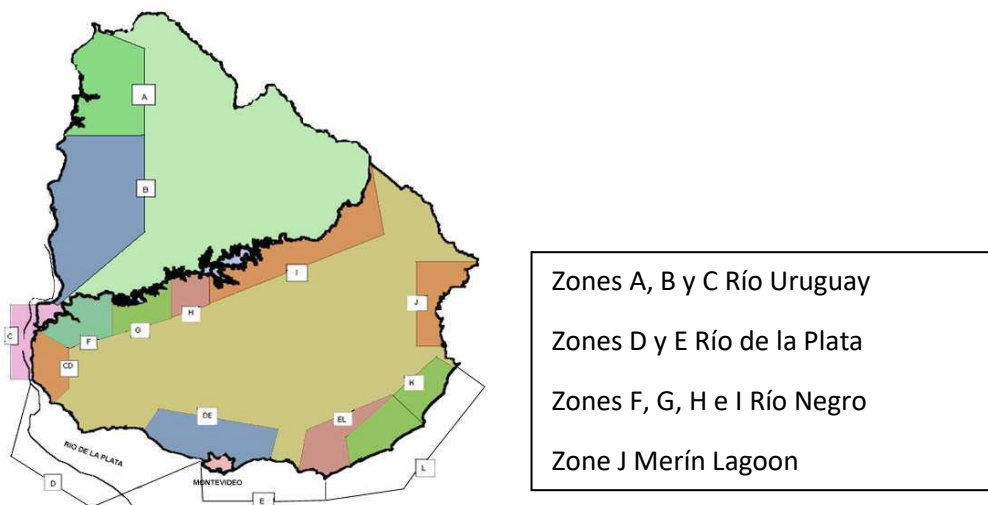 A
B
I
H
J
C
G
F
CD
K
DE
EL
RIO DE LA PLATA
L
MONTEVIDEO
D
E
Zones A, B y C Río Uruguay
Zones D y E Río de la Plata
Zones F, G, H e I Río Negro
Zone J Merín Lagoon